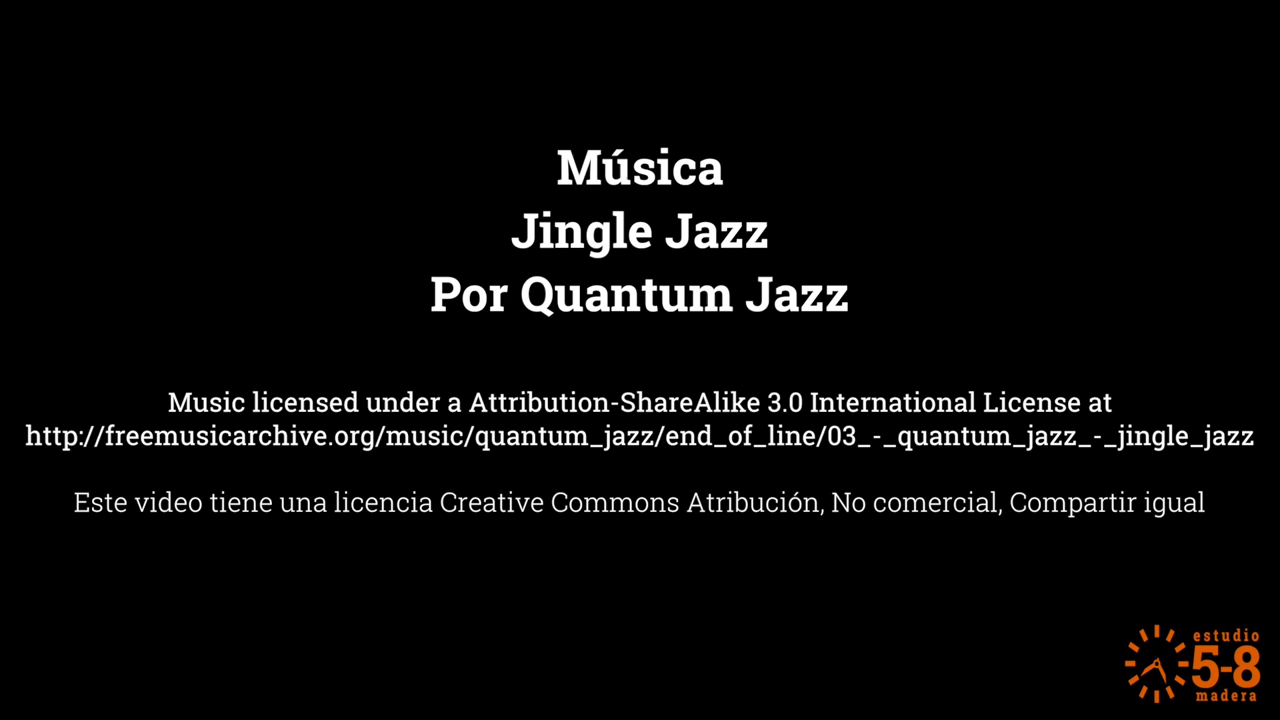 Música
Jingle Jazz
Por Quantum Jazz
Music licensed under a Attribution-ShareAlike 3.0 International License at
http://freemusicarchive.org/music/quantum_jazz/end_of_line/03_-_quantum_jazz_-_jingle_jazz
Este video tiene una licencia Creative Commons Atribución, No comercial, Compartir igual
estudio
5-8
madera